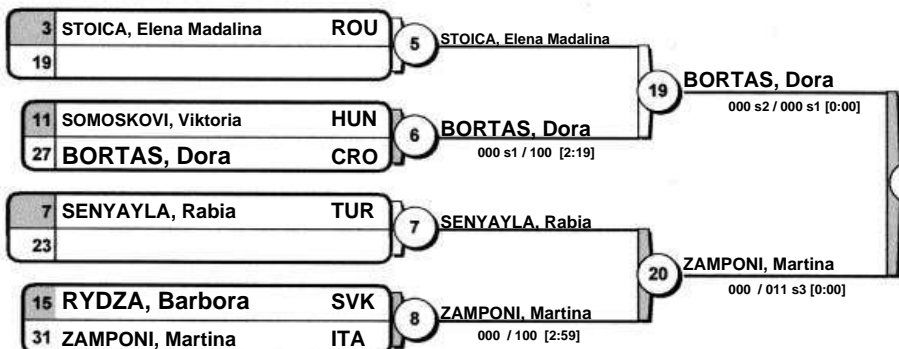 3 STOICA, Elena Madalina ROU
19
5
STOICA, Elena Madalina
11 SOMOSKOVI, Viktoria HUN
27 BORTAS, Dora CRO
6
BORTAS, Dora
000 s1 / 100 [2:19]
19
BORTAS, Dora
000 s2 / 000 s1 [0:00]
7 SENYAYLA, Rabia TUR
23
7
SENYAYLA, Rabia
15 RYDZA, Barbora SVK
31 ZAMPONI, Martina ITA
8
ZAMPONI, Martina
000 / 100 [2:59]
20
ZAMPONI, Martina
000 / 011 s3 [0:00]